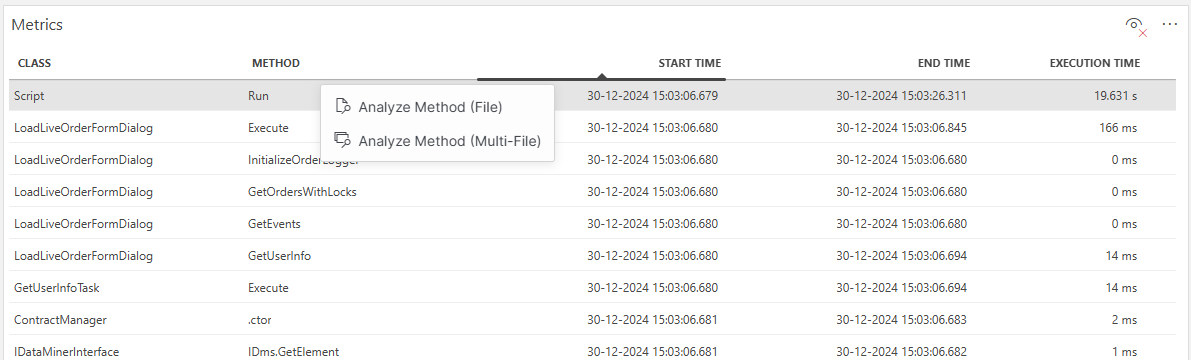 Metrics
CLASS METHOD START TIME END TIME EXECUTION TIME
Script Run 30-12-2024 15:03:06.679 30-12-2024 15:03:26.311 19.631 s
Analyze Method (File)
LoadLiveOrderFormDialog Execute 30-12-2024 15:03:06.680 30-12-2024 15:03:06.845 166 ms
Analyze Method (Multi-File)
LoadLiveOrderFormDialog InitializeOrderLogger 30-12-2024 15:03:06.680 30-12-2024 15:03:06.680 0 ms
LoadLiveOrderFormDialog GetOrdersWithLocks 30-12-2024 15:03:06.680 30-12-2024 15:03:06.680 0 ms
LoadLiveOrderFormDialog GetEvents 30-12-2024 15:03:06.680 30-12-2024 15:03:06.680 0 ms
LoadLiveOrderFormDialog GetUserInfo 30-12-2024 15:03:06.680 30-12-2024 15:03:06.694 14 ms
GetUserInfoTask Execute 30-12-2024 15:03:06.680 30-12-2024 15:03:06.694 14 ms
ContractManager .ctor 30-12-2024 15:03:06.681 30-12-2024 15:03:06.683 2 ms
IDataMinerInterface IDms.GetElement 30-12-2024 15:03:06.681 30-12-2024 15:03:06.682 1 ms